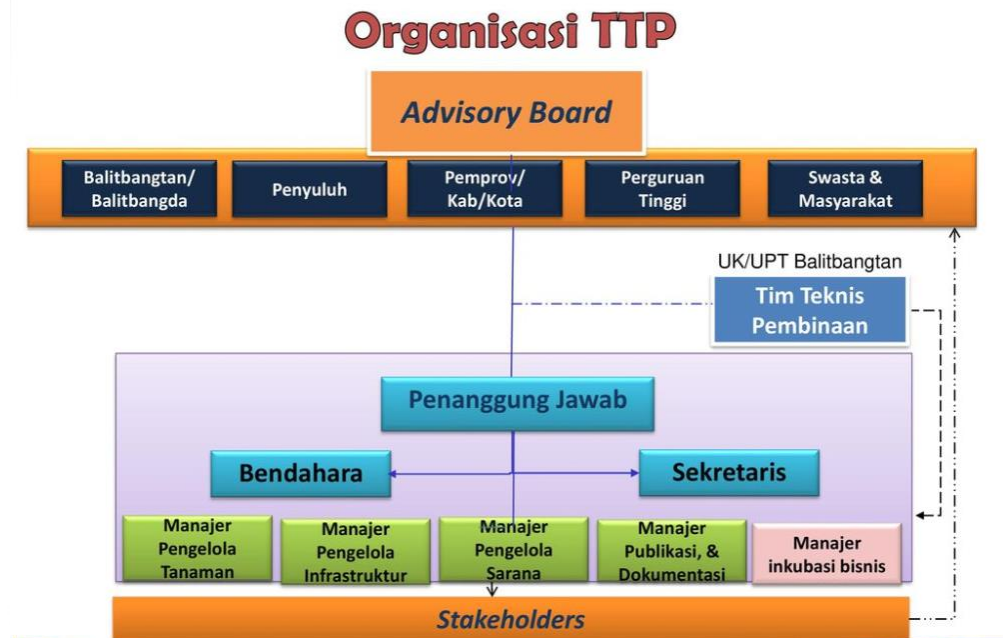 Organisasi TTP
Advisory Board
Balitbangtan/
Balitbangda
Penyuluh
Pemprov/
Kab/Kota
Perguruan
Tinggi
Swasta &
Masyarakat
UK/UPT Balitbangtan
Tim Teknis
Pembinaan
Penanggung Jawab
Bendahara
Sekretaris
Manajer
Pengelola
Tanaman
Manajer
Pengelola
Infrastruktur
Manajer
Pengelola
Sarana
Manajer
Publikasi, &
Dokumentasi
Manajer
inkubasi bisnis
Stakeholders